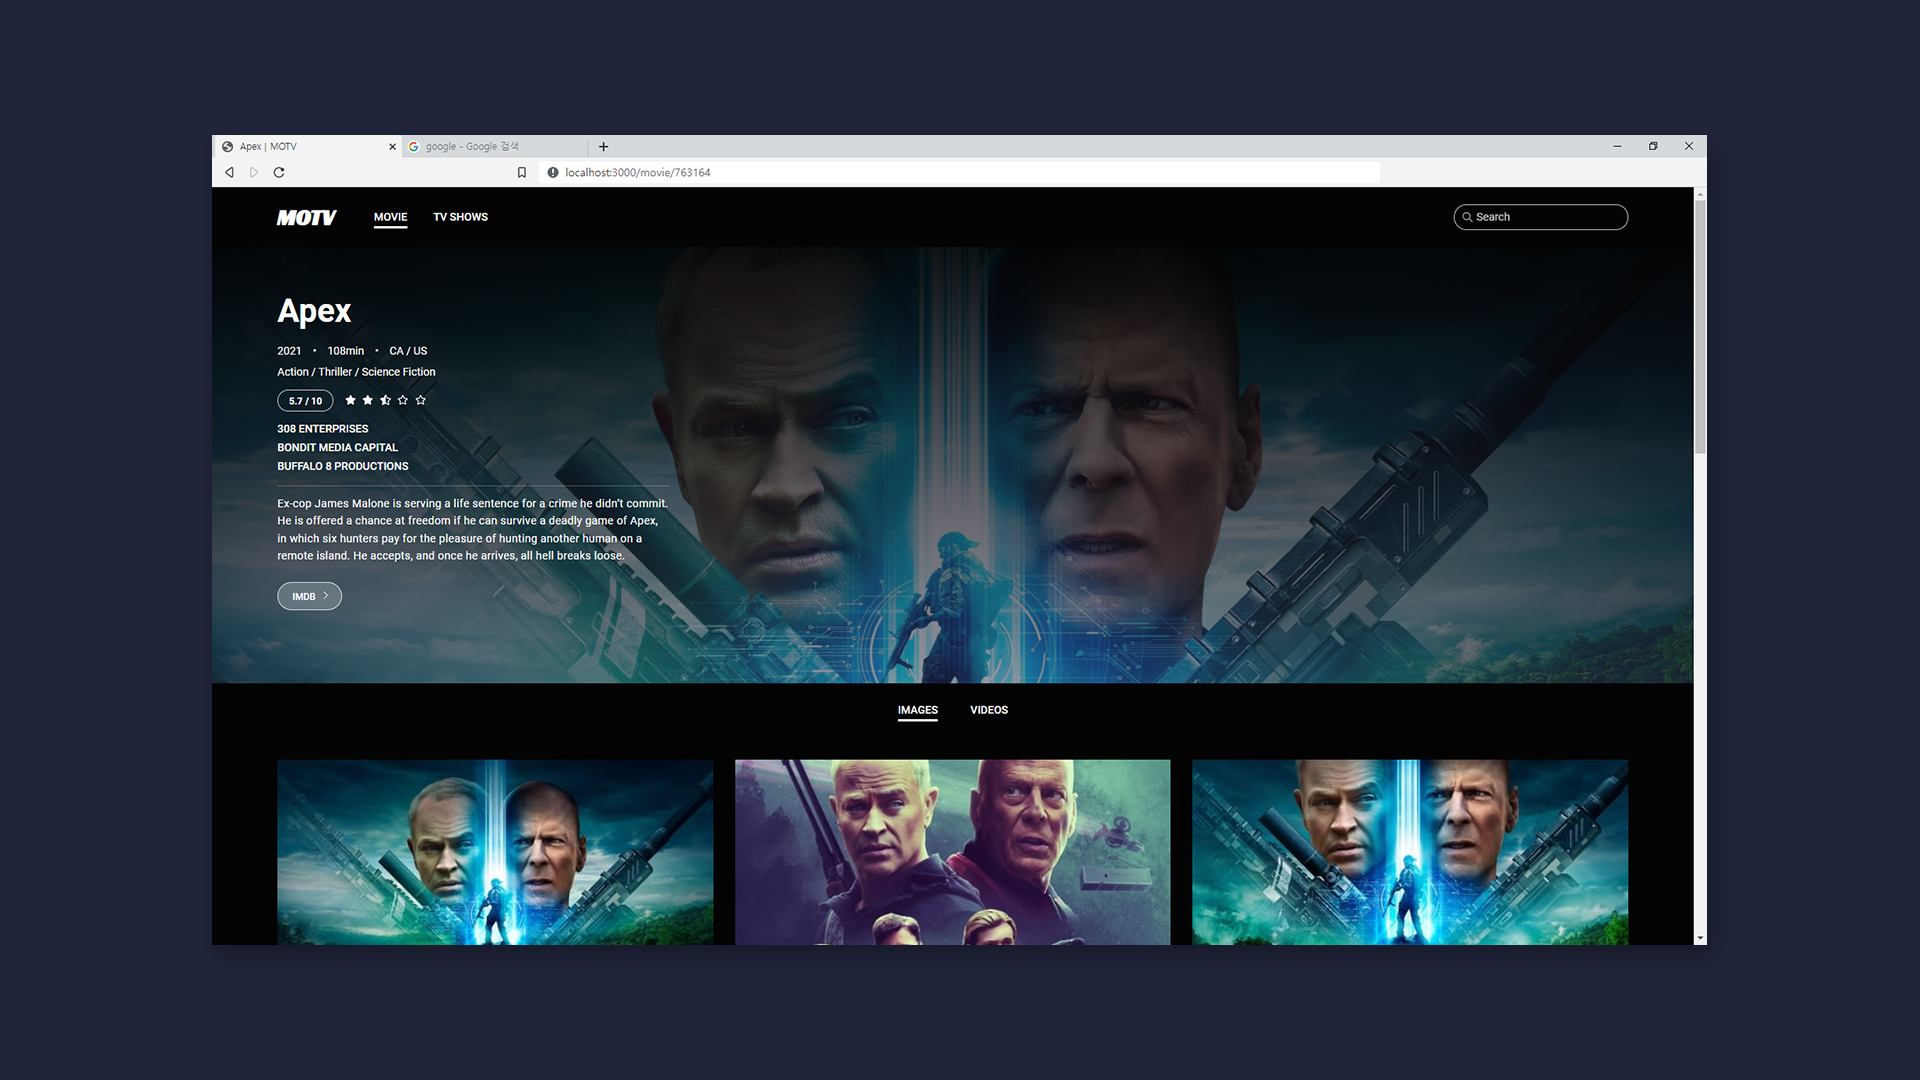 Apex | MOTV
google - Google 검색
localhost:3000/movie/763164
MOTV
MOVIE
TV SHOWS
Search
Apex
2021 • 108min • CA / US
Action / Thriller / Science Fiction
5.7 / 10
308 ENTERPRISES
BONDIT MEDIA CAPITAL
BUFFALO 8 PRODUCTIONS
Ex-cop James Malone is serving a life sentence for a crime he didn’t commit.
He is offered a chance at freedom if he can survive a deadly game of Apex,
in which six hunters pay for the pleasure of hunting another human on a
remote island. He accepts, and once he arrives, all hell breaks loose.
IMDB
IMAGES
VIDEOS